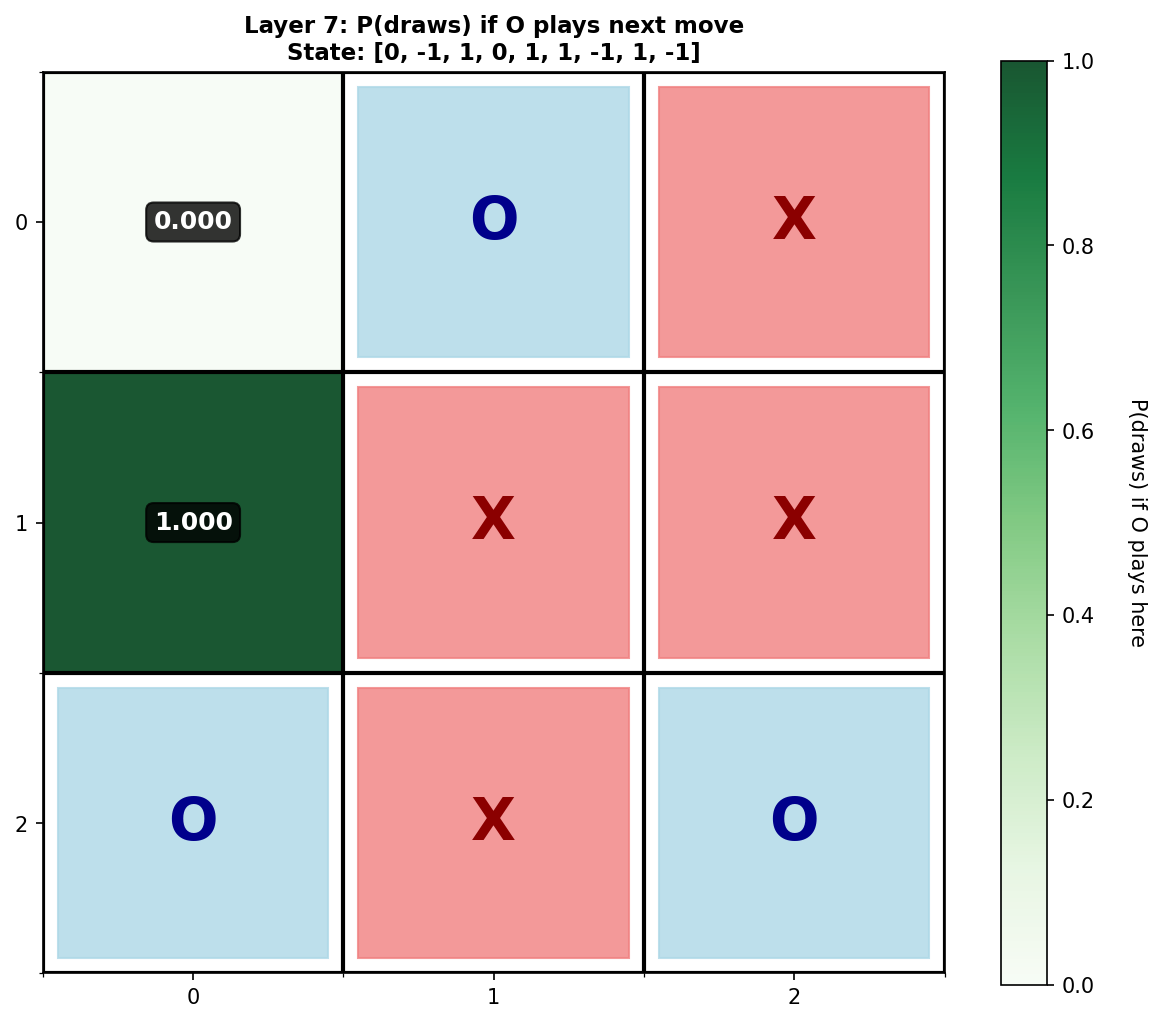 Layer 7: P(draws) if O plays next move
State: [0, -1, 1, 0, 1, 1, -1, 1, -1]
0.000
O
X
1.000
X
X
O
X
O
0
1
2
0
1
2
1.0
0.8
0.6
0.4
0.2
0.0
P(draws) if O plays here